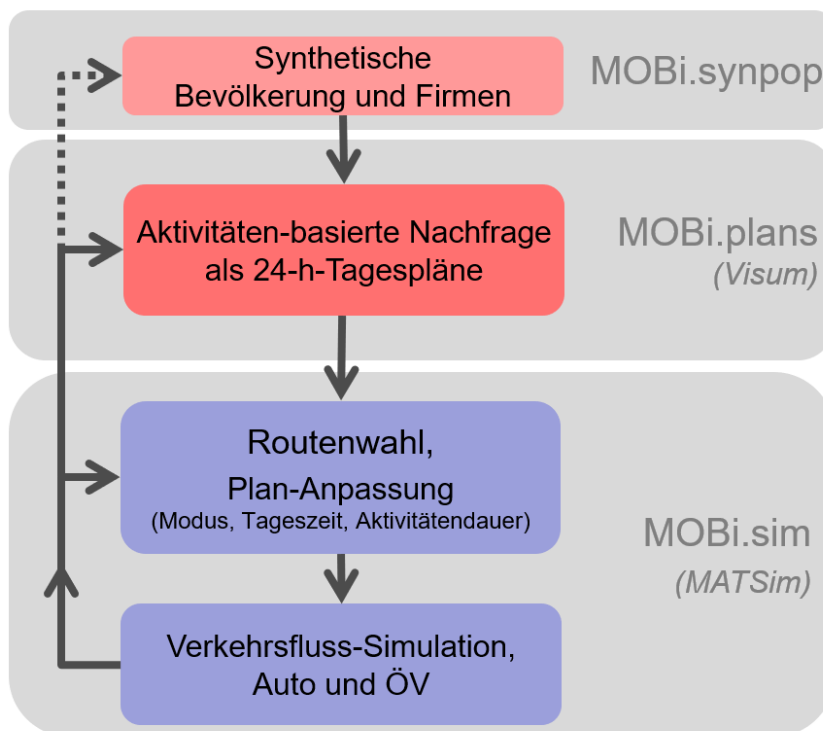 Synthetische
Bevölkerung und Firmen
MOBi.synpop
Aktivitäten-basierte Nachfrage
als 24-h-Tagespläne
MOBi.plans
(Visum)
Routenwahl,
Plan-Anpassung
(Modus, Tageszeit, Aktivitätendauer)
MOBi.sim
(MATSim)
Verkehrsfluss-Simulation,
Auto und ÖV